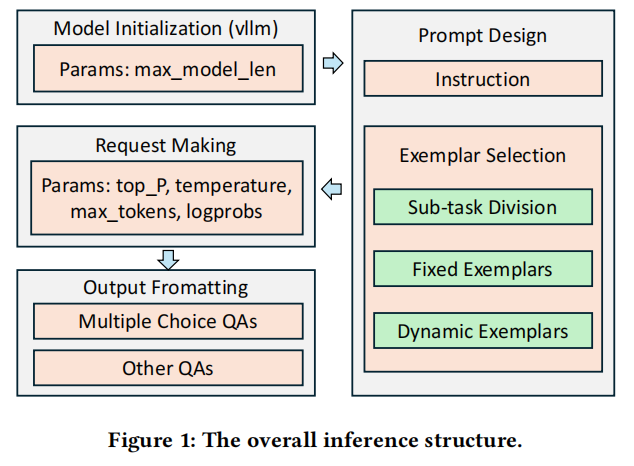 Model Initialization (vllm)
Params: max_model_len
Prompt Design
Instruction
Exemplar Selection
Sub-task Division
Fixed Exemplars
Dynamic Exemplars
Request Making
Params: top_P, temperature,
max_tokens, logprobs
Output Fromatting
Multiple Choice QAs
Other QAs
Figure 1: The overall inference structure.